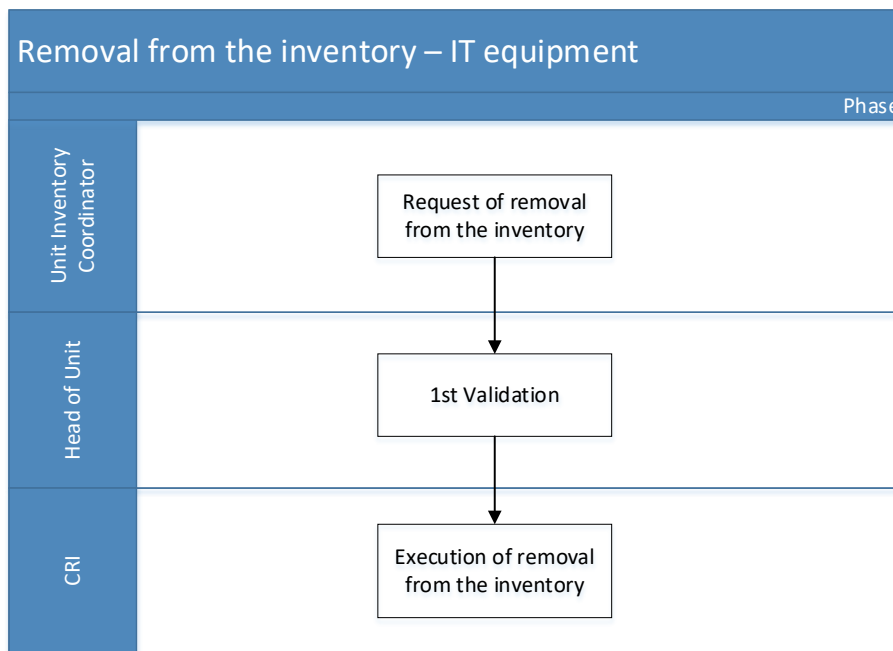 Removal from the inventory – IT equipment
Phase
Unit Inventory
Coordinator
Request of removal
from the inventory
Head of Unit
1st Validation
CRI
Execution of removal
from the inventory